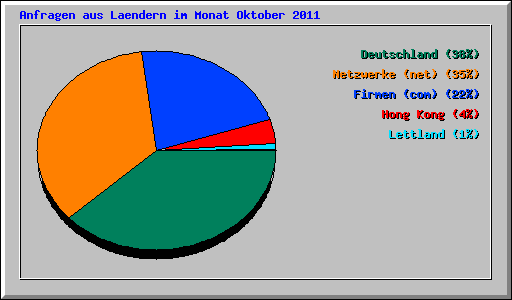 Anfragen aus Laendern im Monat Oktober 2011
Deutschland (38%)
Netzwerke (net) (35%)
Firmen (com) (22%)
Hong Kong (4%)
Lettland (1%)